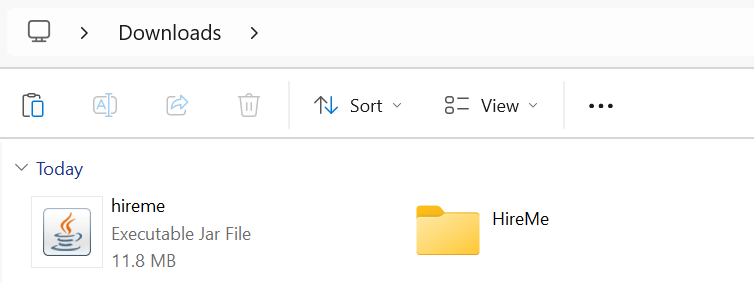 Downloads
Sort
View
Today
hireme
Executable Jar File
11.8 MB
HireMe